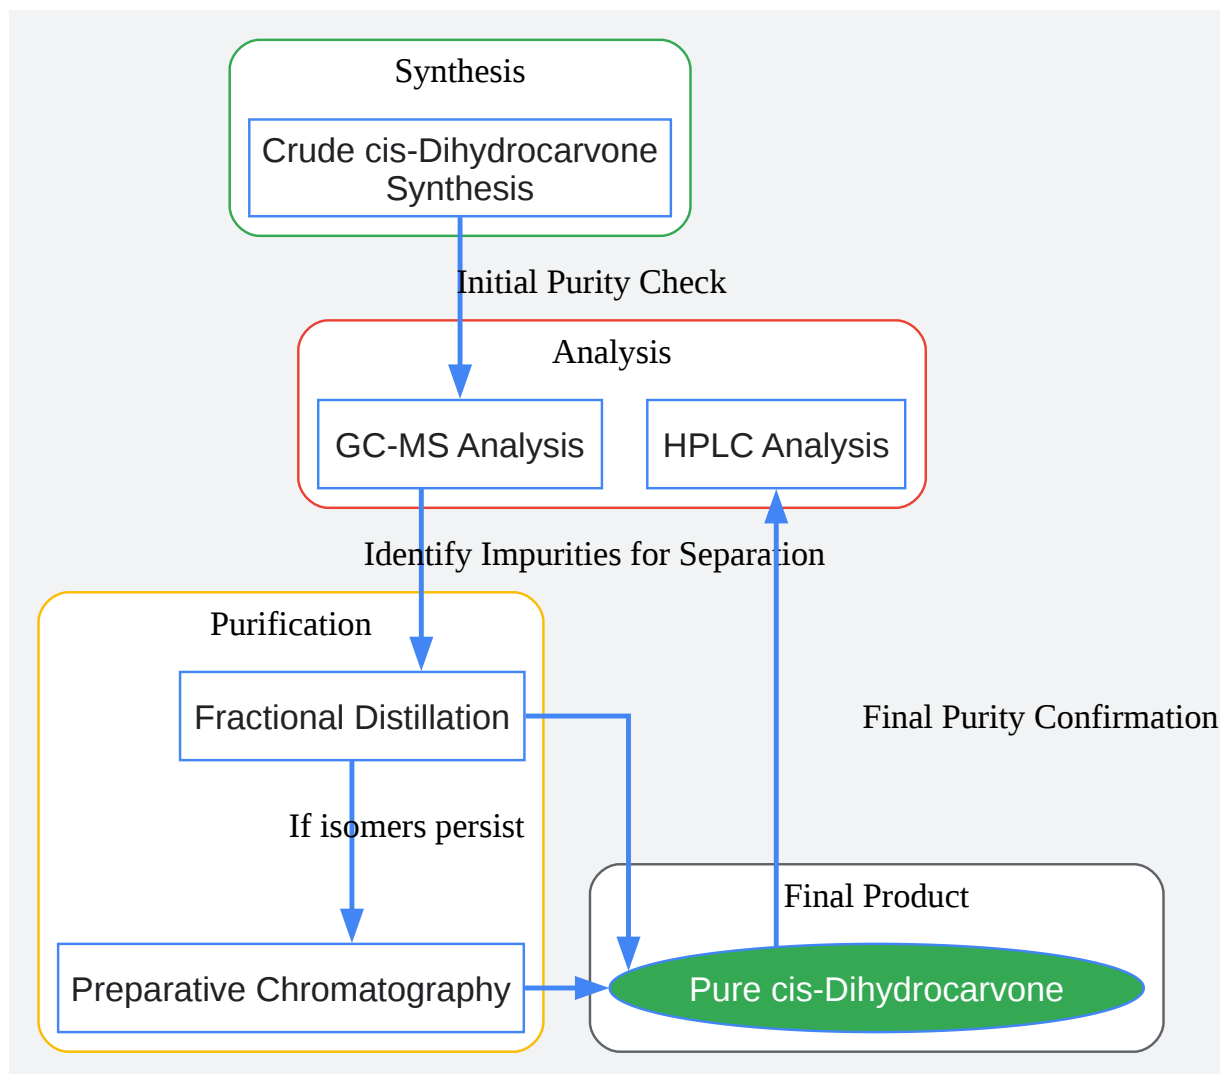 Synthesis
Crude cis-Dihydrocarvone
Synthesis
Initial Purity Check
Analysis
GC-MS Analysis
HPLC Analysis
Identify Impurities for Separation
Purification
Fractional Distillation
Final Purity Confirmation
If isomers persist
Final Product
Preparative Chromatography
Pure cis-Dihydrocarvone